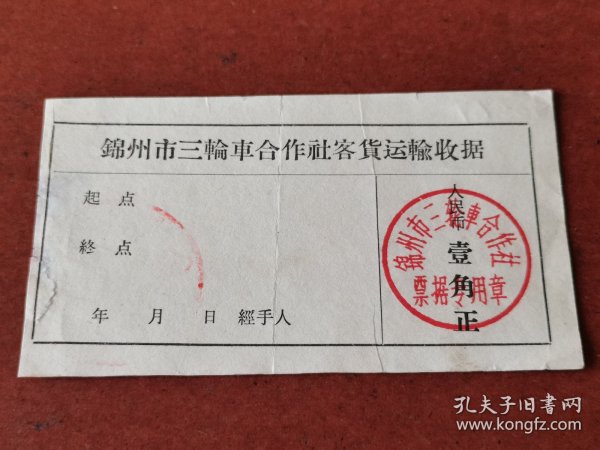 錦州市三輪車合作社客貨运輸收据
起点
終点
年 月 日 經手人
人民币壹角正
錦州市三輪車合作社
票据专用章
孔夫子旧書网
www.kongfz.com